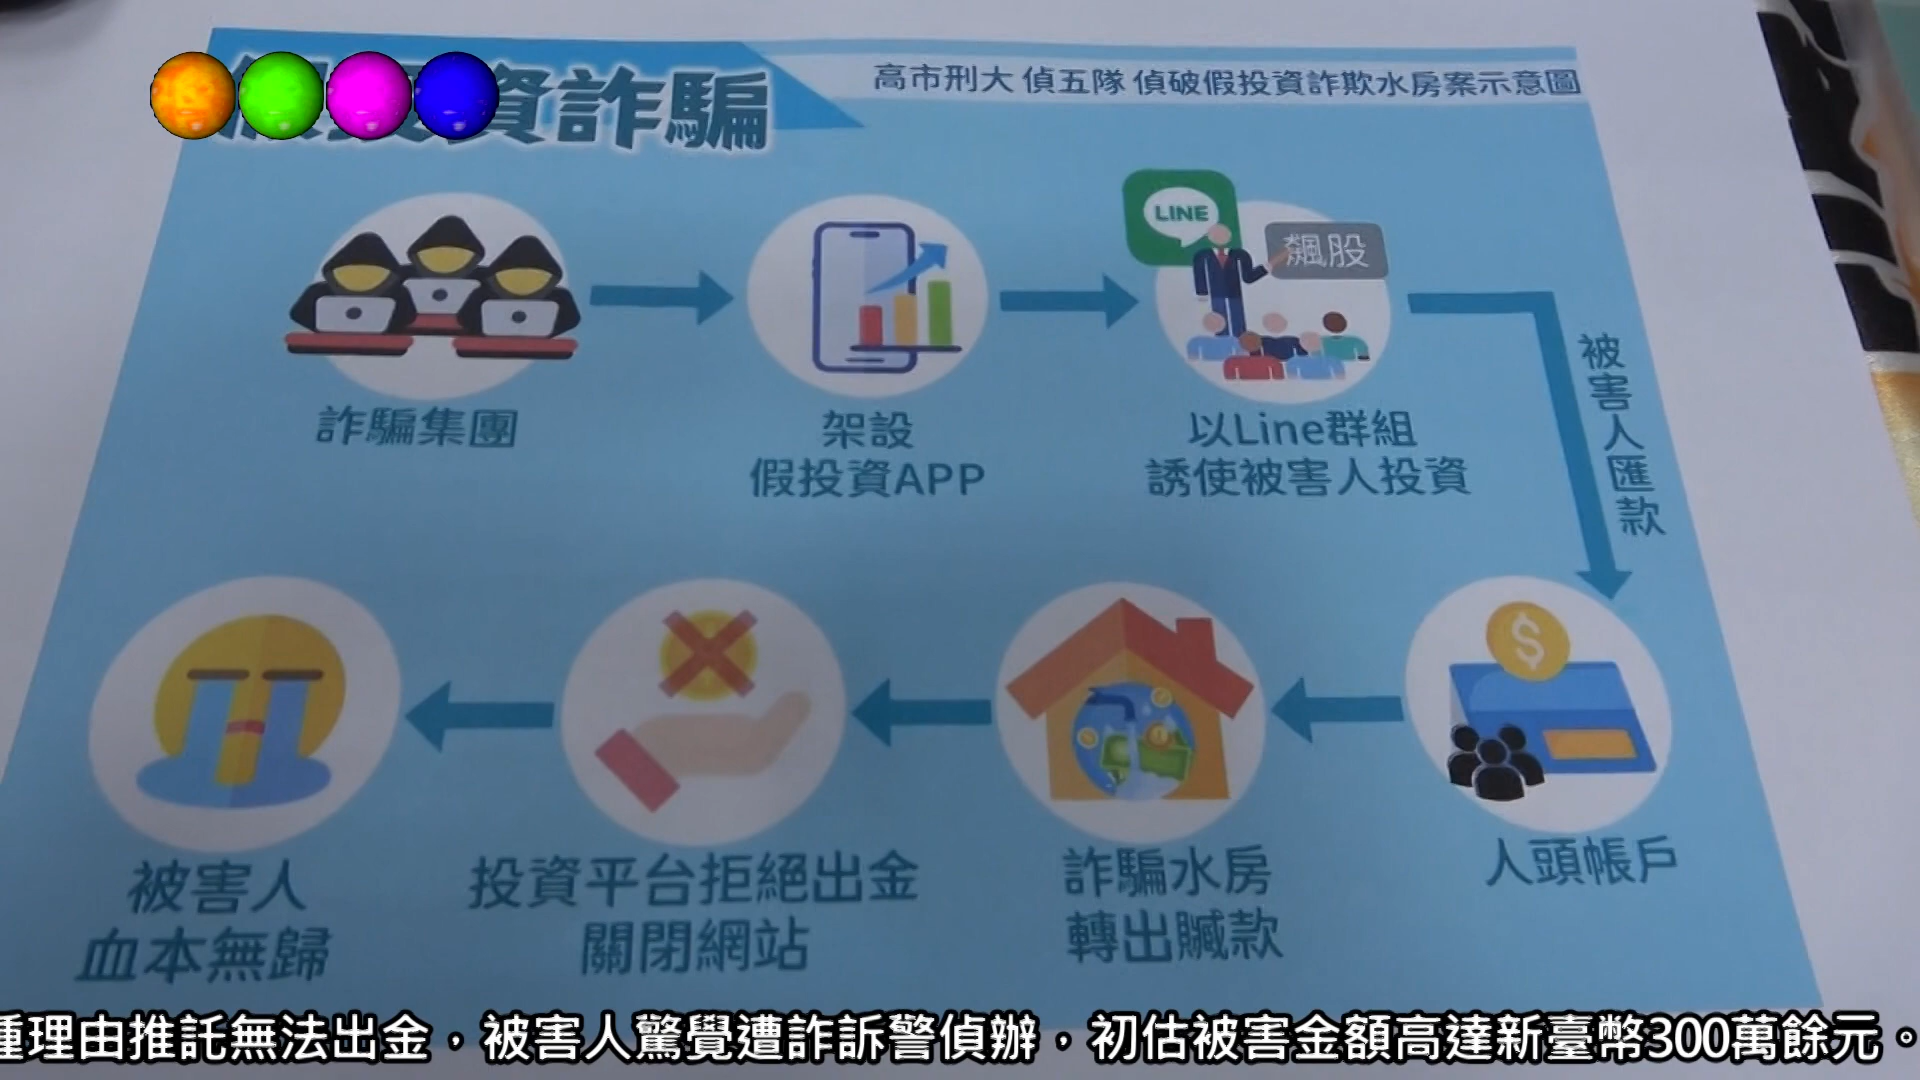 資詐騙
高市刑大 偵五隊 偵破假投資詐欺水房案示意圖
LINE
飆股
詐騙集團
架設
假投資APP
以Line群組
誘使被害人投資
被害人匯款
人頭帳戶
詐騙水房
轉出贓款
投資平台拒絕出金
關閉網站
被害人
血本無歸
理由推託無法出金，被害人驚覺遭詐訴警偵辦，初估被害金額高達新臺幣300萬餘元。